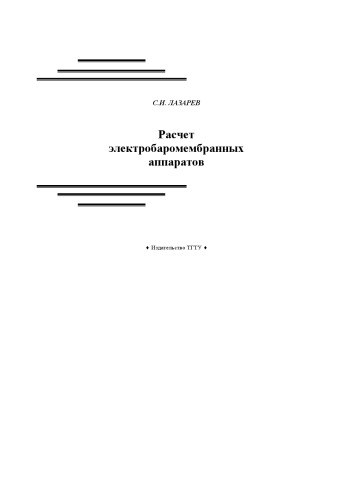 С.И. ЛАЗАРЕВ
Расчет
электробаромембранных
аппаратов
♦ Издательство ТГТУ ♦